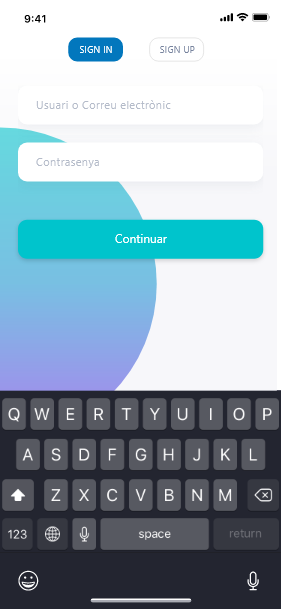 9:41
SIGN IN SIGN UP
Usuari o Correu electrònic
Contrasenya
Continuar
Q W E R T Y U I O P
A S D F G H J K L
Z X C V B N M
123 space return